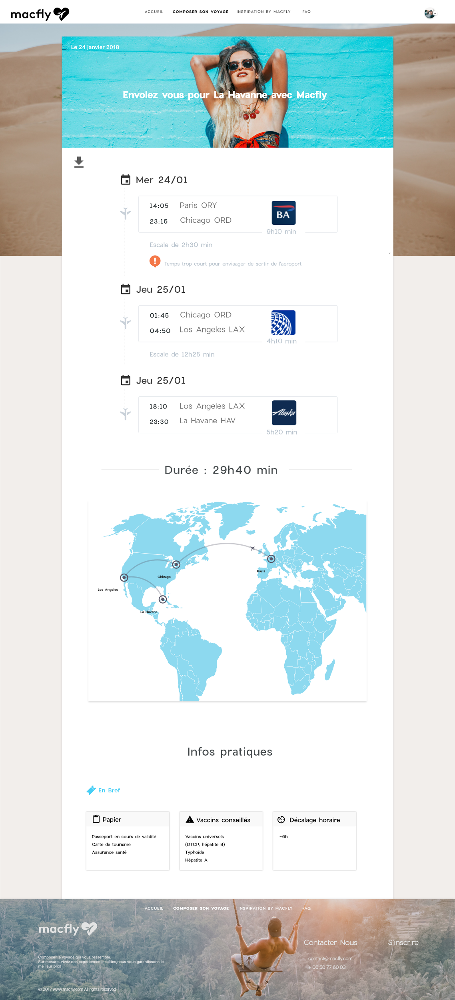 macfly
ACCUEIL COMPOSER SON VOYAGE INSPIRATION BY MACFLY FAQ
Le 24 janvier 2018
Envolez vous pour La Havanne avec Macfly
Mer 24/01
14:05 Paris ORY
BA
23:15 Chicago ORD
9h10 min
Escale de 2h30 min
Temps trop court pour envisager de sortir de l'aeroport
Jeu 25/01
01:45 Chicago ORD
04:50 Los Angeles LAX
4h10 min
Escale de 12h25 min
Jeu 25/01
18:10 Los Angeles LAX
Alaska
23:30 La Havane HAV
5h20 min
Durée : 29h40 min
Paris
Chicago
Los Angeles
La Havane
Infos pratiques
En Bref
Papier
Passeport en cours de validité
Carte de tourisme
Assurance santé
Vaccins conseillés
Vaccins universels
(DTCP, hépatite B)
Typhoïde
Hépatite A
Décalage horaire
-6h
ACCUEIL COMPOSER SON VOYAGE INSPIRATION BY MACFLY FAQ
macfly
Contacter Nous
S'inscrire
contact@macfly.com
+ 06 50 77 60 03
Composer le voyage qui vous ressemble.
Sur mesure, vivez des experiences insolites,nous vous garantissons le
meilleur prix!
© 2017 www.macfly.com All rights reserved